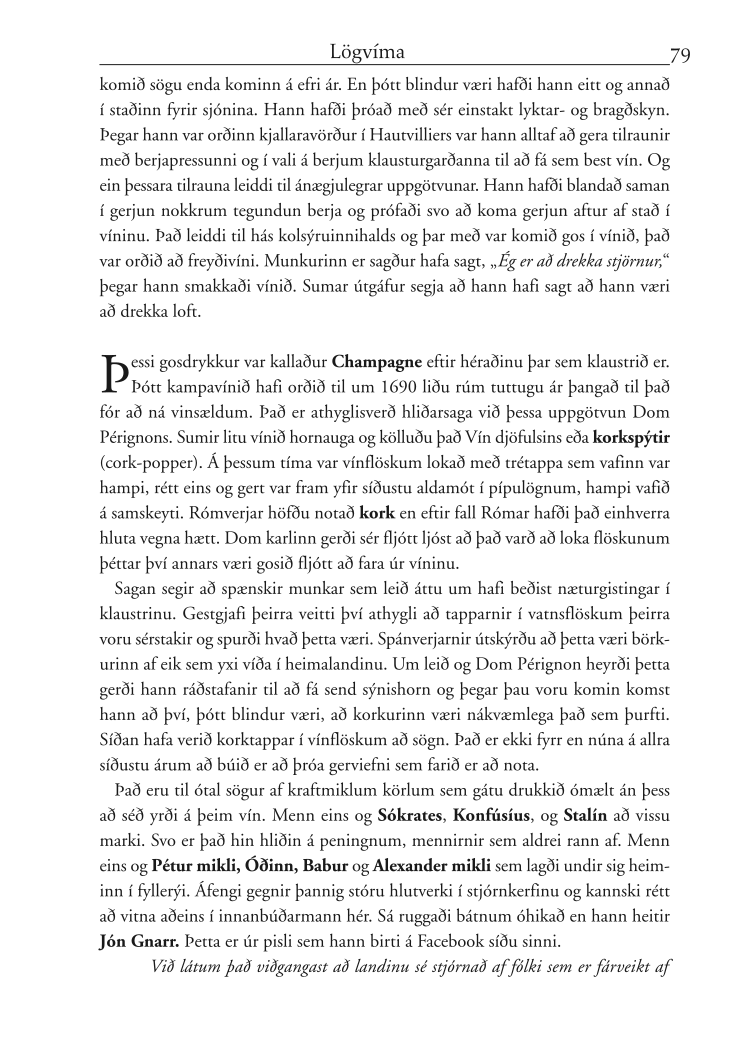 Lögvíma 79
komið sögu enda kominn á efri ár. En þótt blindur væri hafði hann eitt og annað
í staðinn fyrir sjónina. Hann hafði þróað með sér einstakt lyktar- og bragðskyn.
Þegar hann var orðinn kjallaravörður í Hautvilliers var hann alltaf að gera tilraunir
með berjapressunni og í vali á berjum klausturgarðanna til að fá sem best vín. Og
ein þessara tilrauna leiddi til ánægjulegrar uppgötvunar. Hann hafði blandað saman
í gerjun nokkrum tegundun berja og prófaði svo að koma gerjun aftur af stað í
víninu. Það leiddi til hás kolsýruinnihalds og þar með var komið gos í vínið, það
var orðið að freyðivíni. Munkurinn er sagður hafa sagt, „Ég er að drekka stjörnur,“
þegar hann smakkaði vínið. Sumar útgáfur segja að hann hafi sagt að hann væri
að drekka loft.
Þessi gosdrykkur var kallaður Champagne eftir héraðinu þar sem klaustrið er.
Þótt kampavínið hafi orðið til um 1690 liðu rúm tuttugu ár þangað til það
fór að ná vinsældum. Það er athyglisverð hliðarsaga við þessa uppgötvun Dom
Pérignons. Sumir litu vínið hornauga og kölluðu það Vín djöfulsins eða korkspýtir
(cork-popper). Á þessum tíma var vínflöskum lokað með trétappa sem vafinn var
hampi, rétt eins og gert var fram yfir síðustu aldamót í pípulögnum, hampi vafið
á samskeyti. Rómverjar höfðu notað kork en eftir fall Rómar hafði það einhverra
hluta vegna hætt. Dom karlinn gerði sér fljótt ljóst að það varð að loka flöskunum
þéttar því annars væri gosið fljótt að fara úr víninu.
Sagan segir að spænskir munkar sem leið áttu um hafi beðist næturgistingar í
klaustrinu. Gestgjafi þeirra veitti því athygli að tapparnir í vatnsflöskum þeirra
voru sérstakir og spurði hvað þetta væri. Spánverjarnir útskýrðu að þetta væri börk-
urinn af eik sem yxi víða í heimalandinu. Um leið og Dom Pérignon heyrði þetta
gerði hann ráðstafanir til að fá send sýnishorn og þegar þau voru komin komst
hann að því, þótt blindur væri, að korkurinn væri nákvæmlega það sem þurfti.
Síðan hafa verið korktappar í vínflöskum að sögn. Það er ekki fyrr en núna á allra
síðustu árum að búið er að þróa gerviefni sem farið er að nota.
Það eru til ótal sögur af kraftmiklum körlum sem gátu drukkið ómælt án þess
að séð yrði á þeim vín. Menn eins og Sókrates, Konfúsíus, og Stalín að vissu
marki. Svo er það hin hliðin á peningnum, mennirnir sem aldrei rann af. Menn
eins og Pétur mikli, Óðinn, Babur og Alexander mikli sem lagði undir sig heim-
inn í fyllerýi. Áfengi gegnir þannig stóru hlutverki í stjórnkerfinu og kannski rétt
að vitna aðeins í innanbúðarmann hér. Sá ruggaði bátnum óhikað en hann heitir
Jón Gnarr. Þetta er úr pisli sem hann birti á Facebook síðu sinni.
Við látum það viðgangast að landinu sé stjórnað af fólki sem er fárveikt af